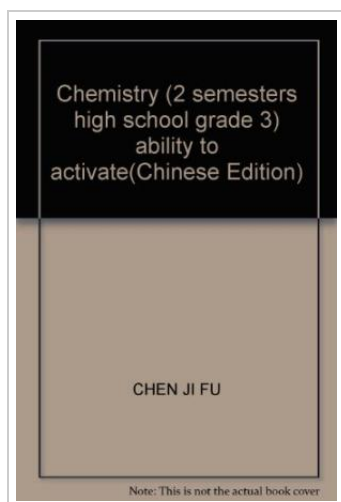 Chemistry (2 semesters
high school grade 3)
ability to
activate(Chinese Edition)
CHEN JI FU
Note: This is not the actual book cover